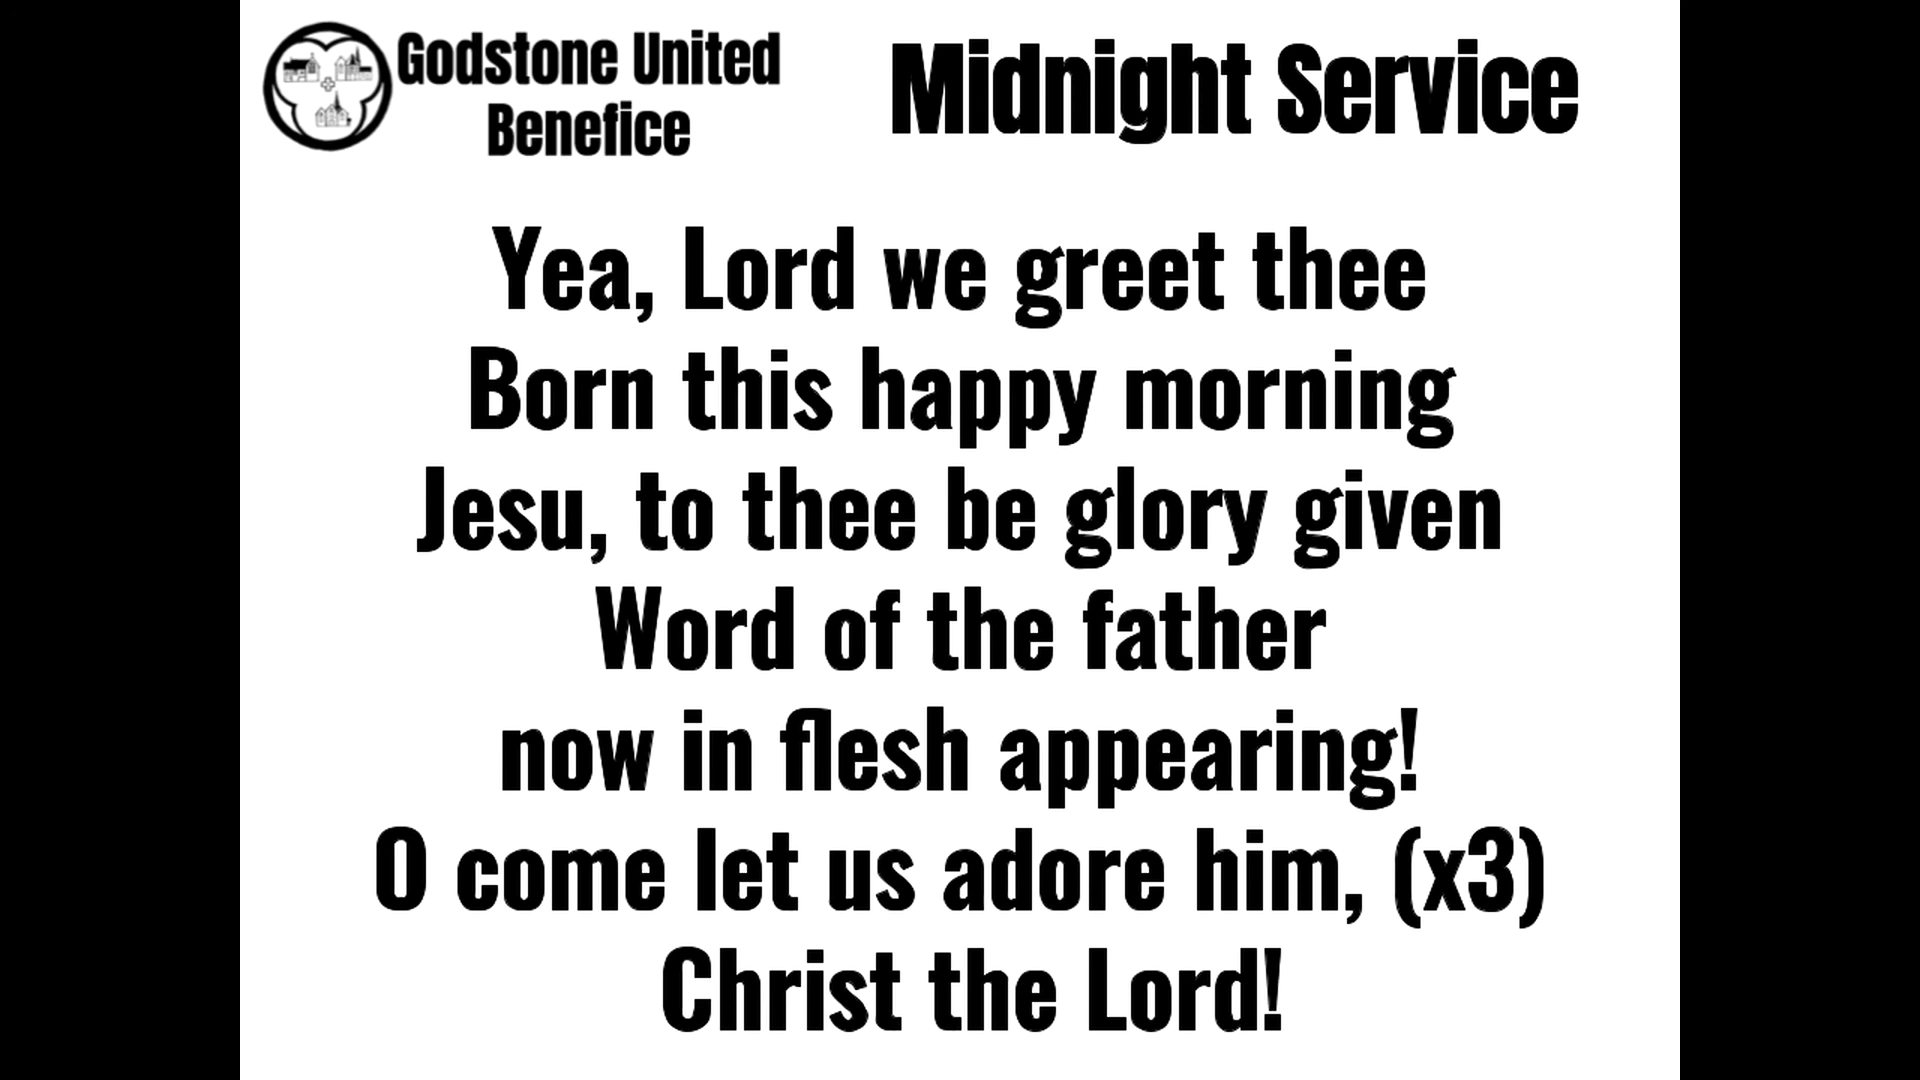 Godstone United
Benefice
Midnight Service
Yea, Lord we greet thee
Born this happy morning
Jesu, to thee be glory given
Word of the father
now in flesh appearing!
O come let us adore him, (x3)
Christ the Lord!